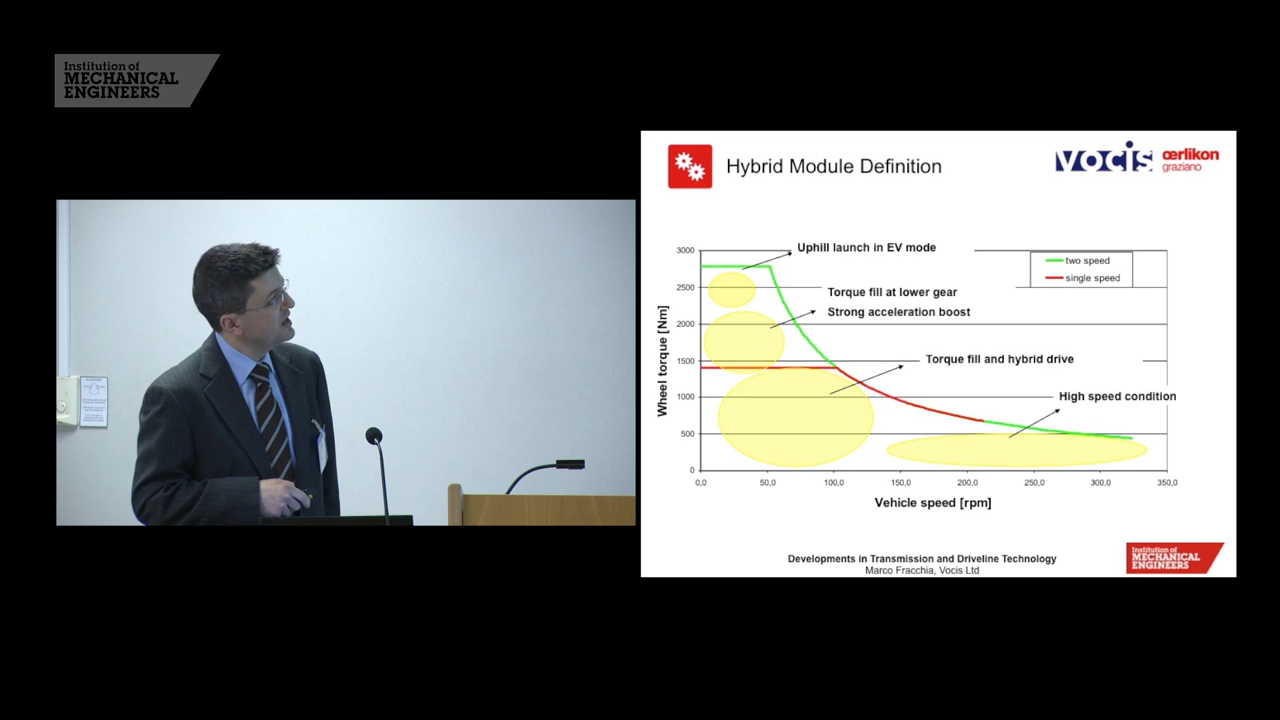 Institution of
MECHANICAL
ENGINEERS
Hybrid Module Definition
vocis
œrlikon
graziano
3000
2500
2000
1500
1000
500
0
Wheel torque [Nm]
Uphill launch in EV mode
two speed
single speed
Torque fill at lower gear
Strong acceleration boost
Torque fill and hybrid drive
High speed condition
0,0 50,0 100,0 150,0 200,0 250,0 300,0 350,0
Vehicle speed [rpm]
Developments in Transmission and Driveline Technology
Marco Fracchia, Vocis Ltd
Institution of
MECHANICAL
ENGINEERS